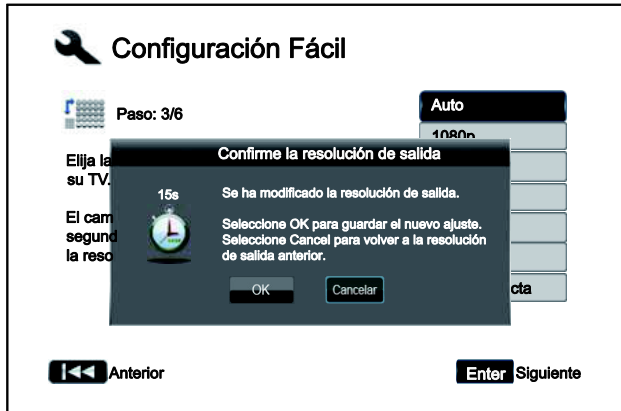 Configuración Fácil
Paso: 3/6
Auto
1080p
Elija la
su TV.
El cam
segund
la reso
Confirme la resolución de salida
15s
Se ha modificado la resolución de salida.
Seleccione OK para guardar el nuevo ajuste.
Seleccione Cancel para volver a la resolución
de salida anterior.
OK
Cancelar
cta
Anterior
Enter Siguiente